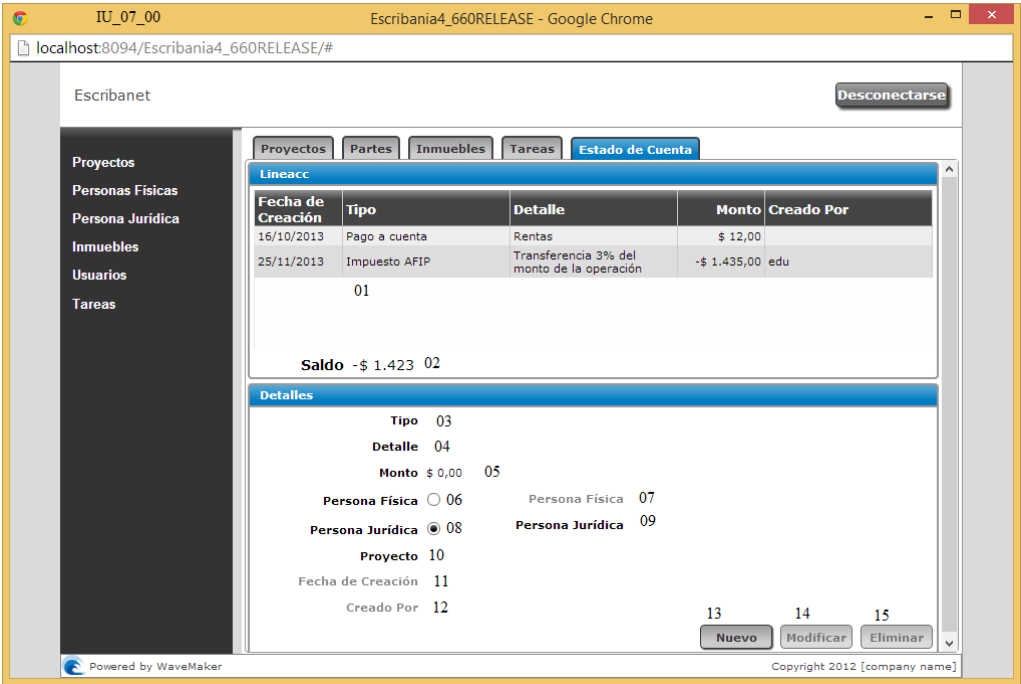 IU_07_00 Escribania4_660RELEASE - Google Chrome
localhost:8094/Escribania4_660RELEASE/#
Escribanet
Desconectarse
Proyectos
Personas Físicas
Persona Jurídica
Inmuebles
Usuarios
Tareas
Proyectos Partes Inmuebles Tareas Estado de Cuenta
Lineacc
Fecha de Creación Tipo Detalle Monto Creado Por
16/10/2013 Pago a cuenta Rentas $ 12,00
25/11/2013 Impuesto AFIP Transferencia 3% del monto de la operación -$ 1.435,00 edu
01
Saldo -$ 1.423 02
Detalles
Tipo 03
Detalle 04
Monto $ 0,00 05
Persona Física 06 Persona Física 07
Persona Jurídica 08 Persona Jurídica 09
Proyecto 10
Fecha de Creación 11
Creado Por 12
13 14 15
Nuevo Modificar Eliminar
Powered by WaveMaker Copyright 2012 [company name]